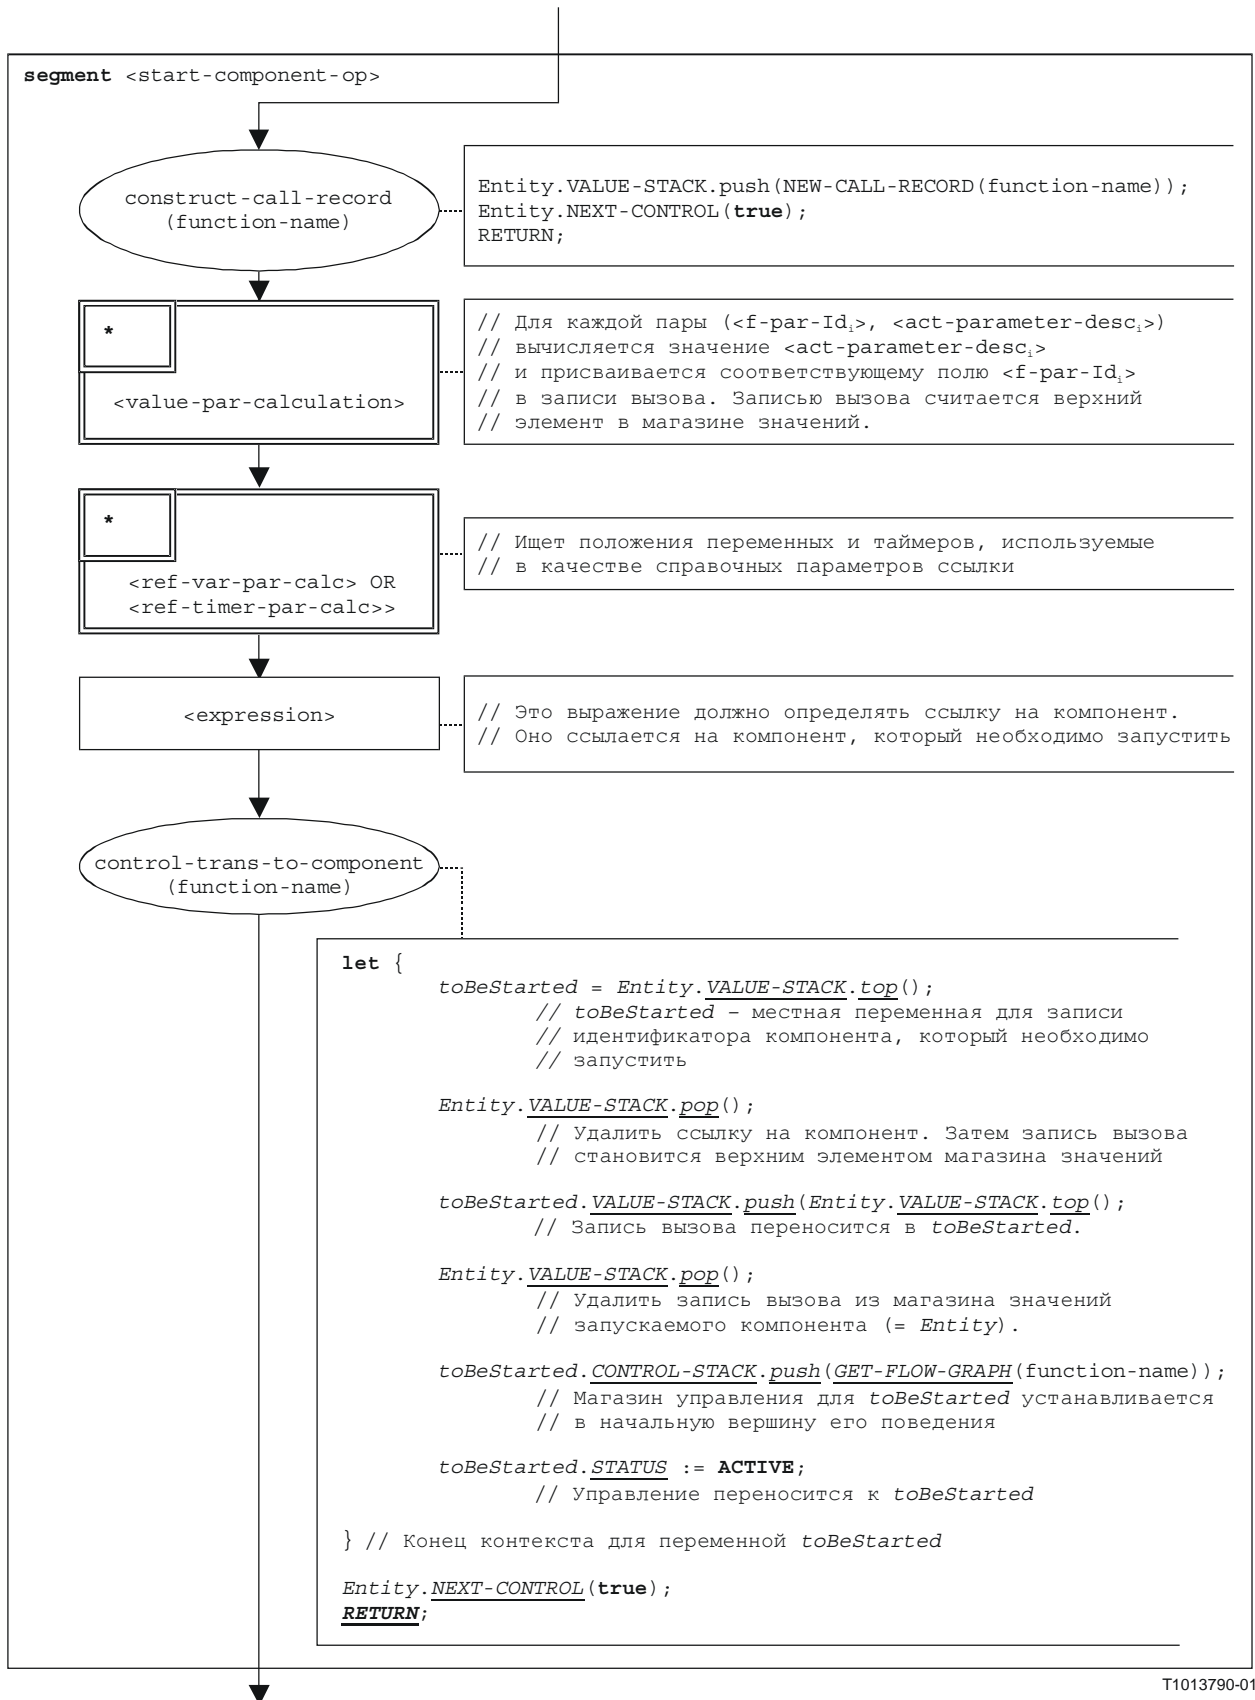 segment <start-component-op>
construct-call-record
(function-name)
Entity.VALUE-STACK.push(NEW-CALL-RECORD(function-name));
Entity.NEXT-CONTROL(true);
RETURN;
*
<value-par-calculation>
// Для каждой пары (<f-par-Idᵢ>, <act-parameter-descᵢ>)
// вычисляется значение <act-parameter-descᵢ>
// и присваивается соответствующему полю <f-par-Idᵢ>
// в записи вызова. Записью вызова считается верхний
// элемент в магазине значений.
*
<ref-var-par-calc> OR
<ref-timer-par-calc>>
// Ищет положения переменных и таймеров, используемые
// в качестве справочных параметров ссылки
<expression>
// Это выражение должно определять ссылку на компонент.
// Оно ссылается на компонент, который необходимо запустить
control-trans-to-component
(function-name)
let {
toBeStarted = Entity.VALUE-STACK.top();
// toBeStarted – местная переменная для записи
// идентификатора компонента, который необходимо
// запустить
Entity.VALUE-STACK.pop();
// Удалить ссылку на компонент. Затем запись вызова
// становится верхним элементом магазина значений
toBeStarted.VALUE-STACK.push(Entity.VALUE-STACK.top();
// Запись вызова переносится в toBeStarted.
Entity.VALUE-STACK.pop();
// Удалить запись вызова из магазина значений
// запускаемого компонента (= Entity).
toBeStarted.CONTROL-STACK.push(GET-FLOW-GRAPH(function-name));
// Магазин управления для toBeStarted устанавливается
// в начальную вершину его поведения
toBeStarted.STATUS := ACTIVE;
// Управление переносится к toBeStarted
} // Конец контекста для переменной toBeStarted
Entity.NEXT-CONTROL(true);
RETURN;
T1013790-01